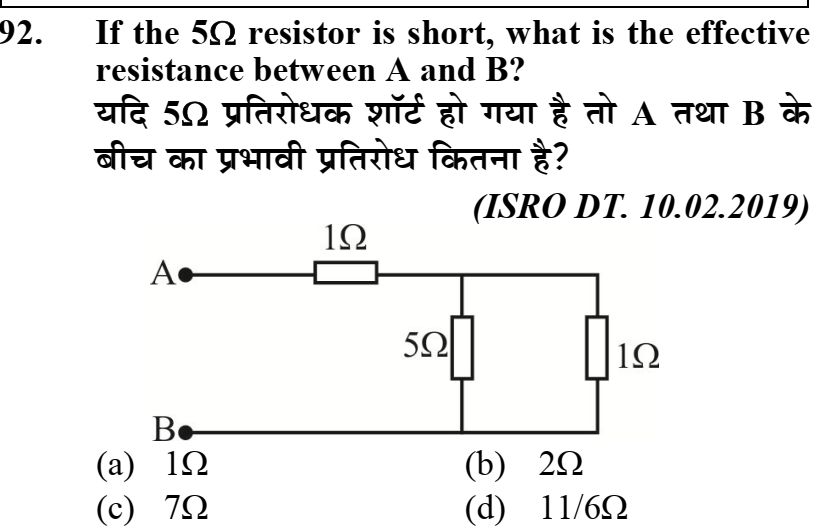 92. If the 5Ω resistor is short, what is the effective
resistance between A and B?
यदि 5Ω प्रतिरोधक शॉर्ट हो गया है तो A तथा B के
बीच का प्रभावी प्रतिरोध कितना है?
(ISRO DT. 10.02.2019)
1Ω
A
5Ω
1Ω
B
(a) 1Ω (b) 2Ω
(c) 7Ω (d) 11/6Ω